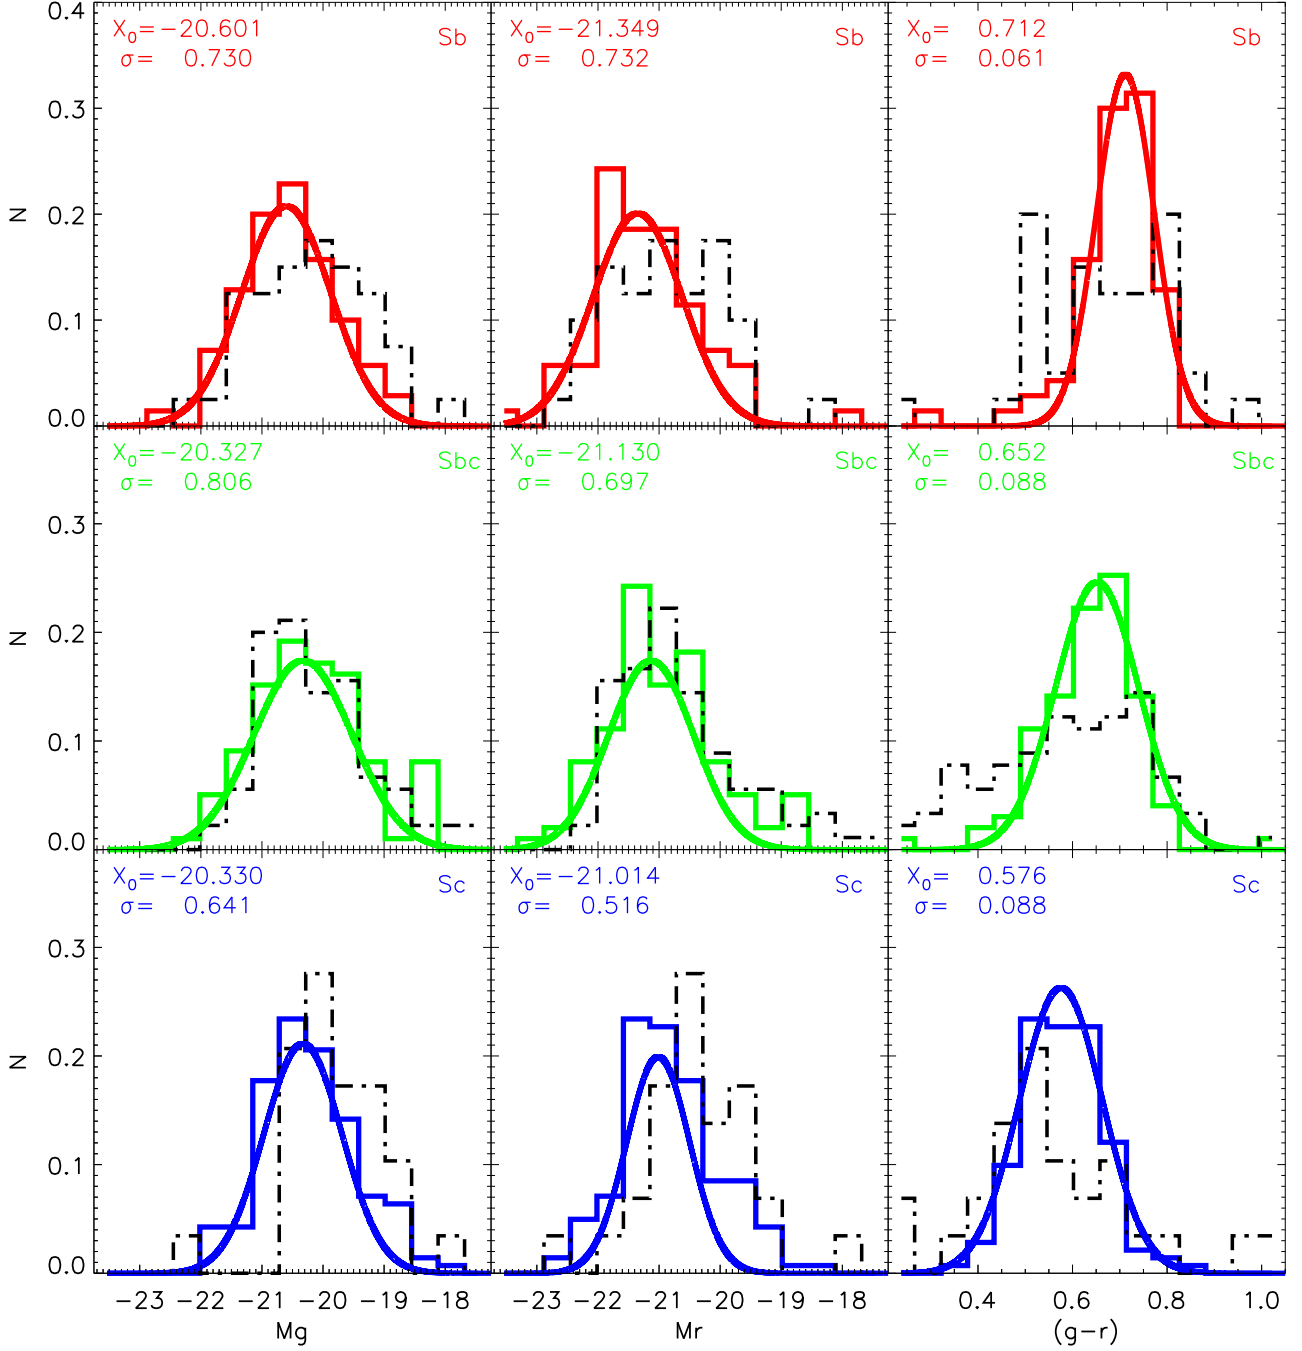 0.4
X₀=−20.601 Sb
σ= 0.730
X₀=−21.349 Sb
σ= 0.732
X₀= 0.712 Sb
σ= 0.061
0.3
N
0.2
0.1
0.0
X₀=−20.327 Sbc
σ= 0.806
X₀=−21.130 Sbc
σ= 0.697
X₀= 0.652 Sbc
σ= 0.088
0.3
N
0.2
0.1
0.0
X₀=−20.330 Sc
σ= 0.641
X₀=−21.014 Sc
σ= 0.516
X₀= 0.576 Sc
σ= 0.088
0.3
N
0.2
0.1
0.0
−23 −22 −21 −20 −19 −18
−23 −22 −21 −20 −19 −18
0.4 0.6 0.8 1.0
Mg
Mr
(g−r)